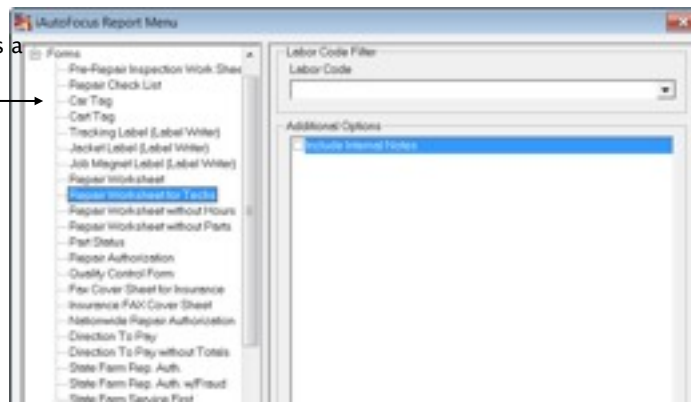 iAutoFocus Report Menu
s a
Forms
Pre-Repair Inspection Work Shee
Repair Check List
Car Tag
Cart Tag
Tracking Label (Label Writer)
Jacket Label (Label Writer)
Job Magnet Label (Label Writer)
Repair Worksheet
Repair Worksheet for Techs
Repair Worksheet without Hours
Repair Worksheet without Parts
Part Status
Repair Authorization
Quality Control Form
Fax Cover Sheet for Insurance
Insurance FAX Cover Sheet
Nationwide Repair Authorization
Direction To Pay
Direction To Pay without Totals
State Farm Rep. Auth.
State Farm Rep. Auth. w/Fraud
State Farm Service First
Labor Code Filter
Labor Code
Additional Options
Include Internal Notes